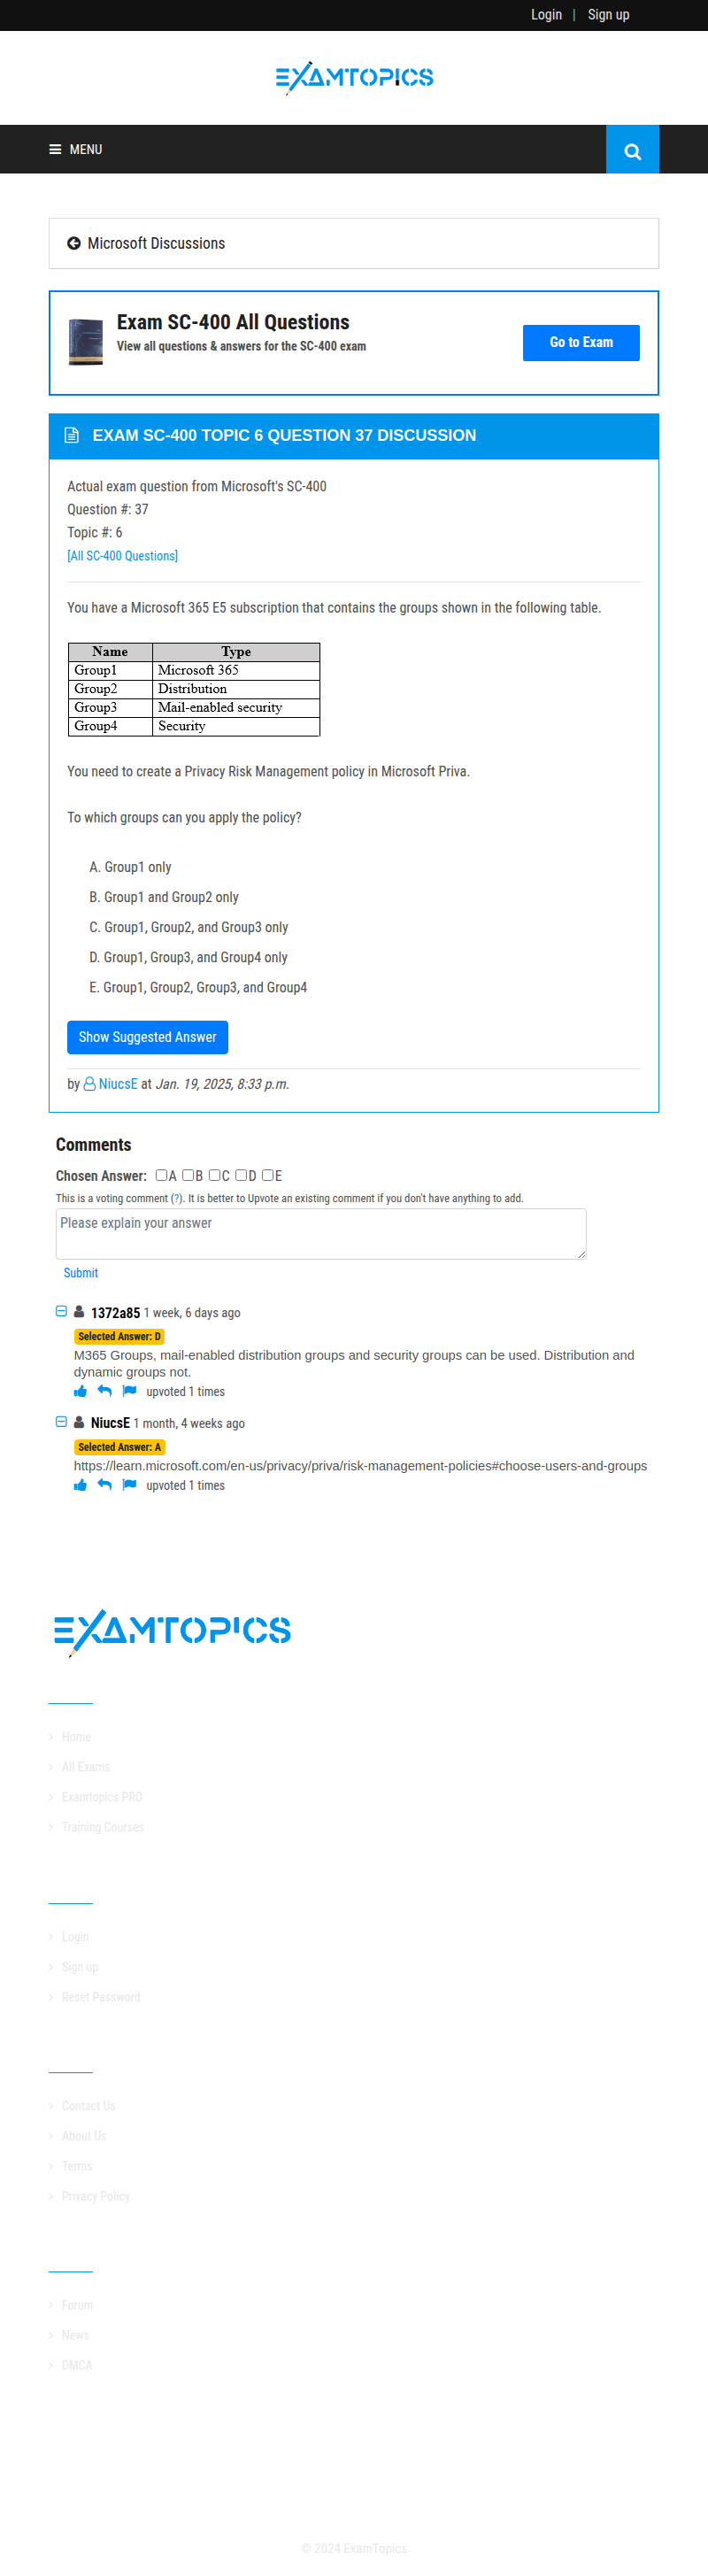 Login | Sign up
EXAMTOPICS
MENU
Microsoft Discussions
Exam SC-400 All Questions
View all questions & answers for the SC-400 exam
Go to Exam
EXAM SC-400 TOPIC 6 QUESTION 37 DISCUSSION
Actual exam question from Microsoft's SC-400
Question #: 37
Topic #: 6
[All SC-400 Questions]
You have a Microsoft 365 E5 subscription that contains the groups shown in the following table.
Name Type
Group1 Microsoft 365
Group2 Distribution
Group3 Mail-enabled security
Group4 Security
You need to create a Privacy Risk Management policy in Microsoft Priva.
To which groups can you apply the policy?
A. Group1 only
B. Group1 and Group2 only
C. Group1, Group2, and Group3 only
D. Group1, Group3, and Group4 only
E. Group1, Group2, Group3, and Group4
Show Suggested Answer
by NiucsE at Jan. 19, 2025, 8:33 p.m.
Comments
Chosen Answer: A B C D E
This is a voting comment (?). It is better to Upvote an existing comment if you don't have anything to add.
Please explain your answer
Submit
1372a85 1 week, 6 days ago
Selected Answer: D
M365 Groups, mail-enabled distribution groups and security groups can be used. Distribution and
dynamic groups not.
upvoted 1 times
NiucsE 1 month, 4 weeks ago
Selected Answer: A
https://learn.microsoft.com/en-us/privacy/priva/risk-management-policies#choose-users-and-groups
upvoted 1 times
EXAMTOPICS
Home
All Exams
Examtopics PRO
Training Courses
Login
Sign up
Reset Password
Contact Us
About Us
Terms
Privacy Policy
Forum
News
DMCA
© 2024 ExamTopics